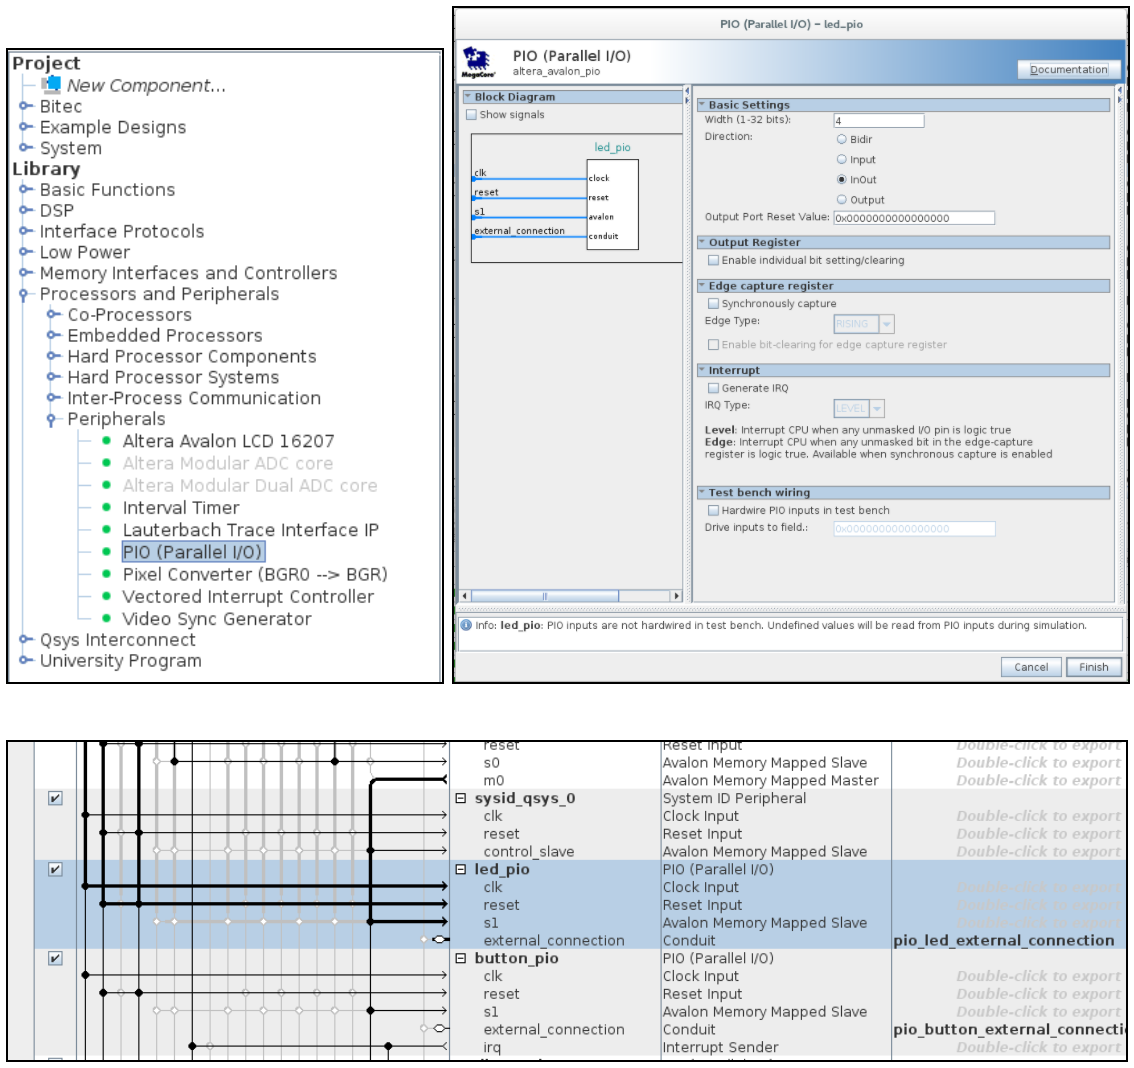 Project
New Component...
Bitec
Example Designs
System
Library
Basic Functions
DSP
Interface Protocols
Low Power
Memory Interfaces and Controllers
Processors and Peripherals
Co-Processors
Embedded Processors
Hard Processor Components
Hard Processor Systems
Inter-Process Communication
Peripherals
Altera Avalon LCD 16207
Altera Modular ADC core
Altera Modular Dual ADC core
Interval Timer
Lauterbach Trace Interface IP
PIO (Parallel I/O)
Pixel Converter (BGR0 --> BGR)
Vectored Interrupt Controller
Video Sync Generator
Qsys Interconnect
University Program
PIO (Parallel I/O) - led_pio
PIO (Parallel I/O)
altera_avalon_pio
MegaCore'
Documentation
Block Diagram
Show signals
led_pio
clk
clock
reset
reset
s1
avalon
external_connection
conduit
Basic Settings
Width (1-32 bits): 4
Direction: Bidir
Input
InOut
Output
Output Port Reset Value: 0x0000000000000000
Output Register
Enable individual bit setting/clearing
Edge capture register
Synchronously capture
Edge Type: RISING
Enable bit-clearing for edge capture register
Interrupt
Generate IRQ
IRQ Type: LEVEL
Level: Interrupt CPU when any unmasked I/O pin is logic true
Edge: Interrupt CPU when any unmasked bit in the edge-capture
register is logic true. Available when synchronous capture is enabled
Test bench wiring
Hardwire PIO inputs in test bench
Drive inputs to field.: 0x0000000000000000
Info: led_pio: PIO inputs are not hardwired in test bench. Undefined values will be read from PIO inputs during simulation.
Cancel Finish
reset Reset Input Double-click to export
s0 Avalon Memory Mapped Slave Double-click to export
m0 Avalon Memory Mapped Master Double-click to export
sysid_qsys_0 System ID Peripheral
clk Clock Input Double-click to export
reset Reset Input Double-click to export
control_slave Avalon Memory Mapped Slave Double-click to export
led_pio PIO (Parallel I/O)
clk Clock Input Double-click to export
reset Reset Input Double-click to export
s1 Avalon Memory Mapped Slave Double-click to export
external_connection Conduit pio_led_external_connection
button_pio PIO (Parallel I/O)
clk Clock Input Double-click to export
reset Reset Input Double-click to export
s1 Avalon Memory Mapped Slave Double-click to export
external_connection Conduit pio_button_external_connecti
irq Interrupt Sender Double-click to export